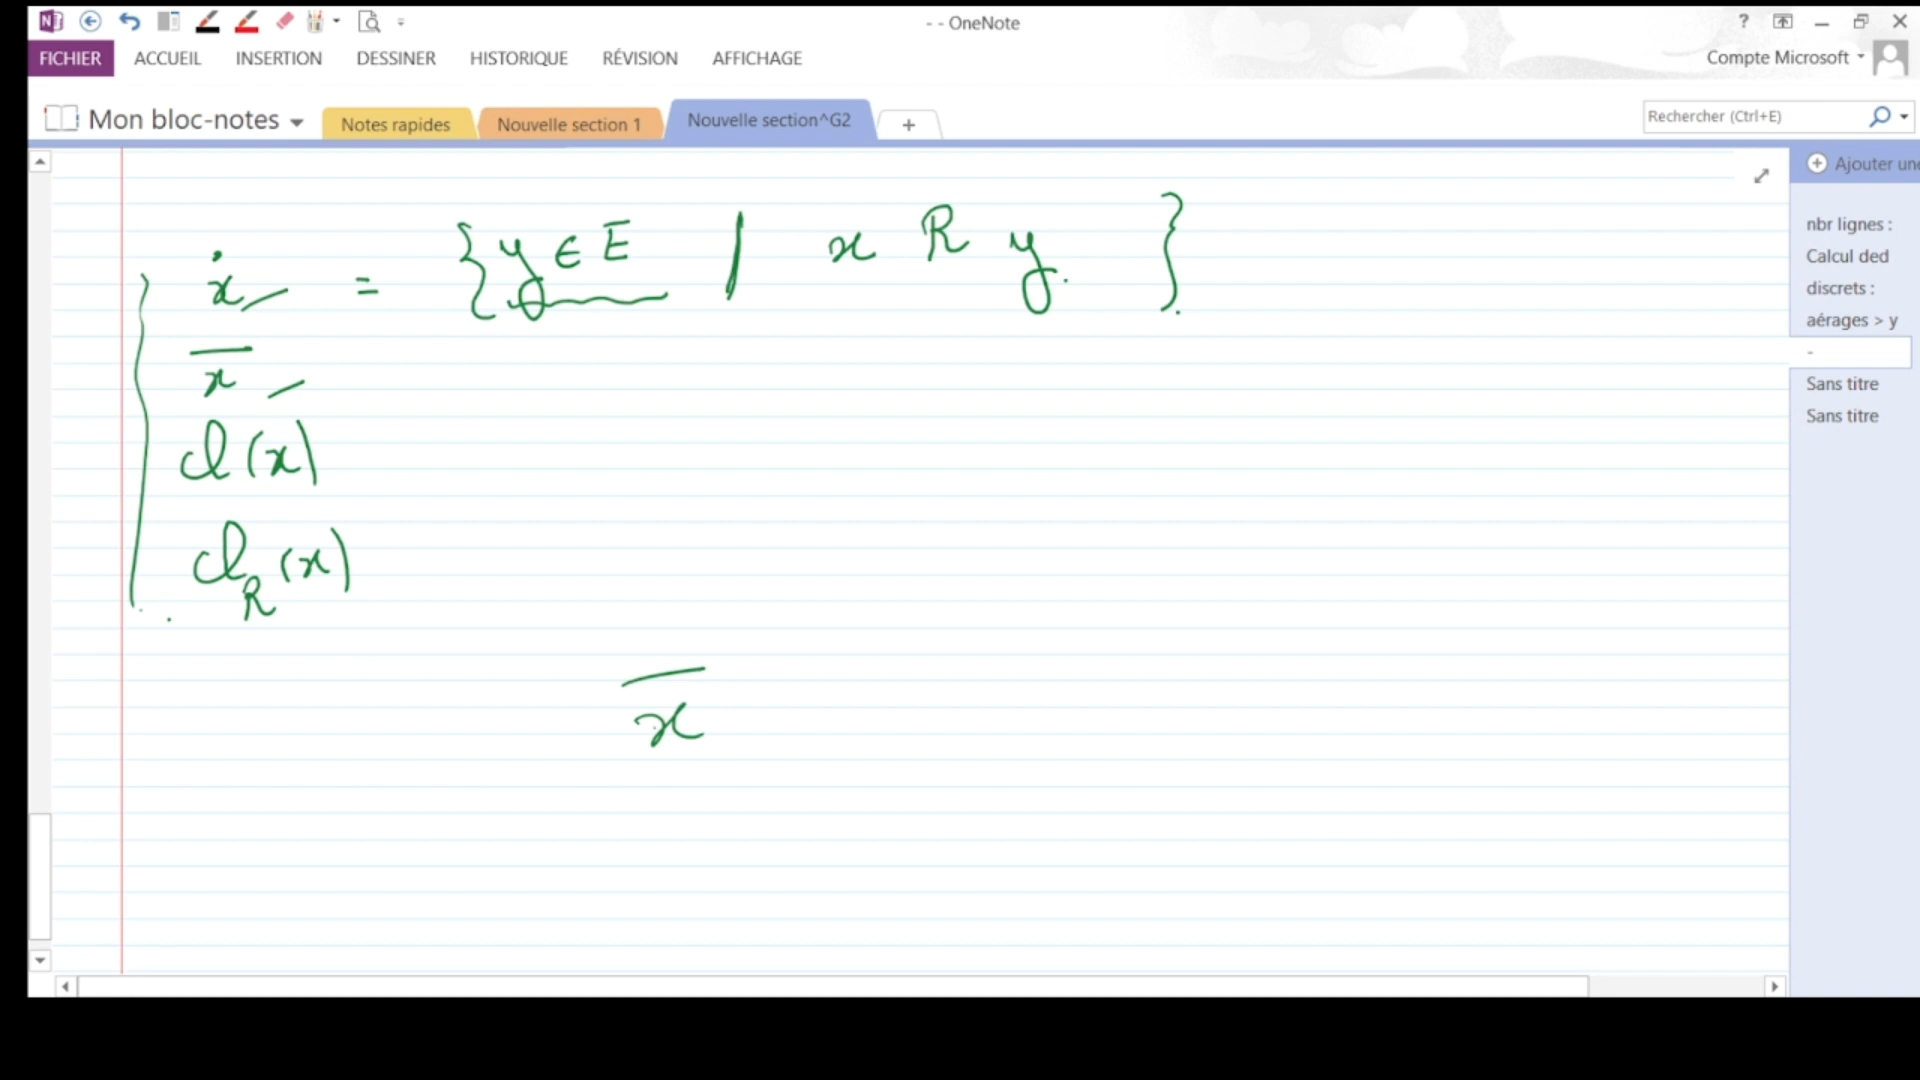 - - OneNote
?
FICHIER ACCUEIL INSERTION DESSINER HISTORIQUE RÉVISION AFFICHAGE
Compte Microsoft
Mon bloc-notes Notes rapides Nouvelle section 1 Nouvelle section^G2 +
Rechercher (Ctrl+E)
Ajouter une
nbr lignes :
Calcul ded
discrets :
aérages > y
-
Sans titre
Sans titre
ẋ = {y ∈ E | x R y. }
x̅
cl(x)
cl_R(x)
x̅